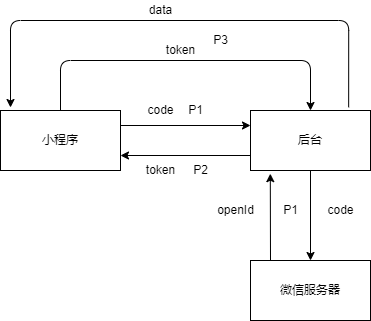 data
token P3
code P1
小程序
后台
token P2
openId P1 code
微信服务器